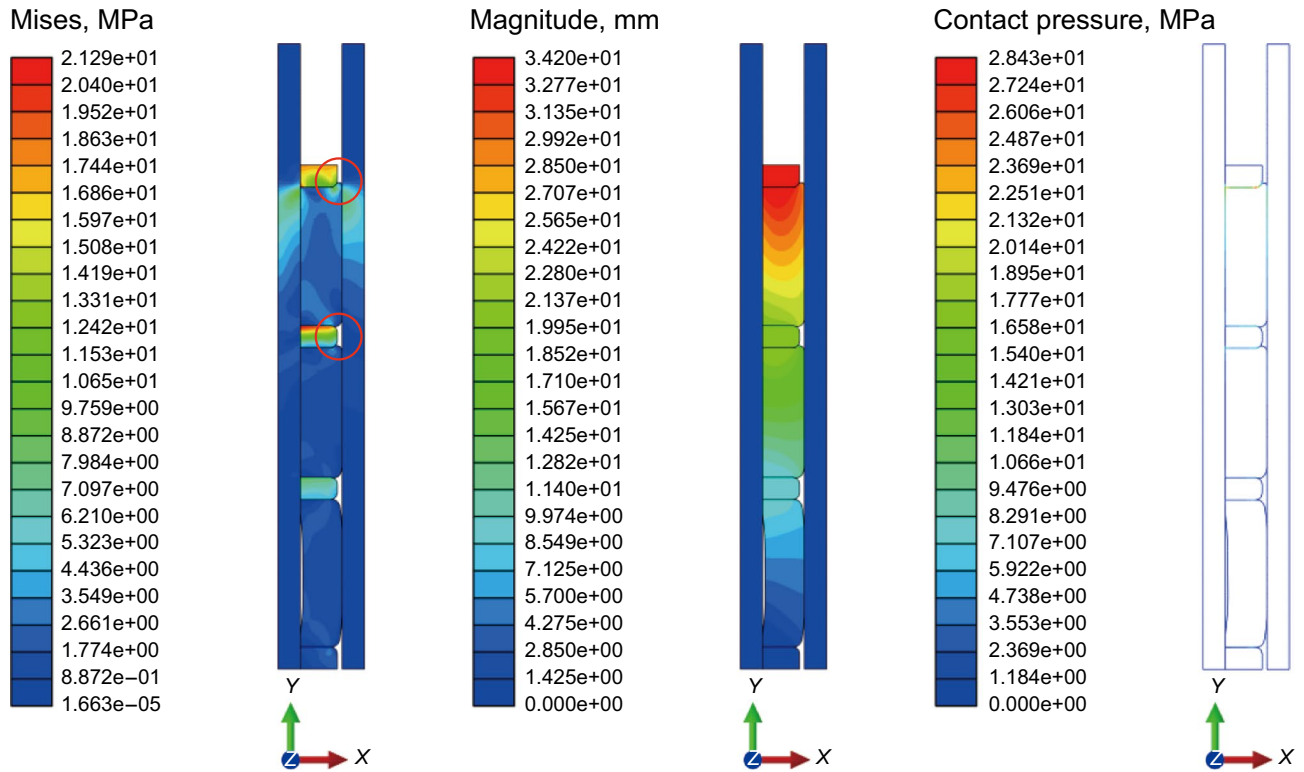 Mises, MPa
2.129e+01
2.040e+01
1.952e+01
1.863e+01
1.744e+01
1.686e+01
1.597e+01
1.508e+01
1.419e+01
1.331e+01
1.242e+01
1.153e+01
1.065e+01
9.759e+00
8.872e+00
7.984e+00
7.097e+00
6.210e+00
5.323e+00
4.436e+00
3.549e+00
2.661e+00
1.774e+00
8.872e−01
1.663e−05
Y
Z
X
Magnitude, mm
3.420e+01
3.277e+01
3.135e+01
2.992e+01
2.850e+01
2.707e+01
2.565e+01
2.422e+01
2.280e+01
2.137e+01
1.995e+01
1.852e+01
1.710e+01
1.567e+01
1.425e+01
1.282e+01
1.140e+01
9.974e+00
8.549e+00
7.125e+00
5.700e+00
4.275e+00
2.850e+00
1.425e+00
0.000e+00
Y
Z
X
Contact pressure, MPa
2.843e+01
2.724e+01
2.606e+01
2.487e+01
2.369e+01
2.251e+01
2.132e+01
2.014e+01
1.895e+01
1.777e+01
1.658e+01
1.540e+01
1.421e+01
1.303e+01
1.184e+01
1.066e+01
9.476e+00
8.291e+00
7.107e+00
5.922e+00
4.738e+00
3.553e+00
2.369e+00
1.184e+00
0.000e+00
Y
Z
X